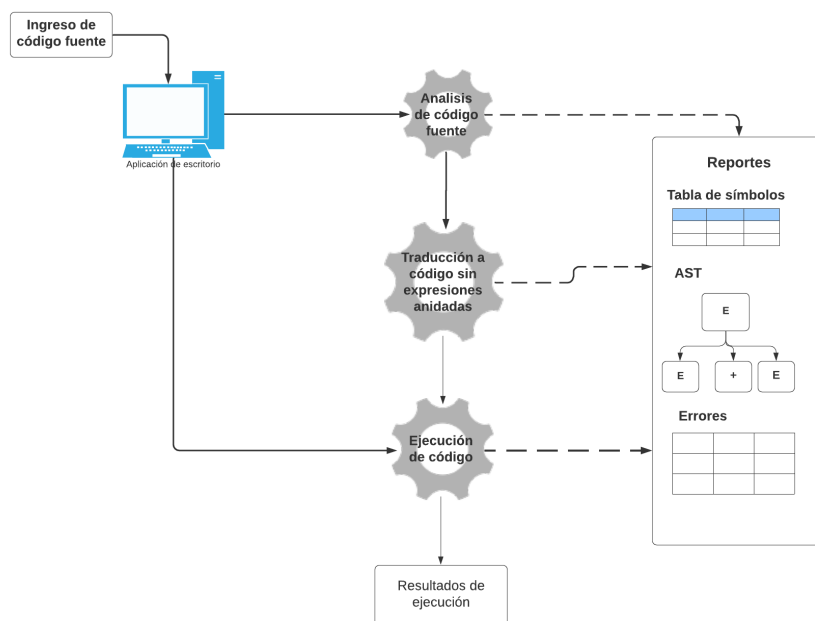 Ingreso de
código fuente
Aplicación de escritorio
Analisis
de código
fuente
Traducción a
código sin
expresiones
anidadas
Ejecución
de código
Resultados de
ejecución
Reportes
Tabla de símbolos
AST
E
E
+
E
Errores